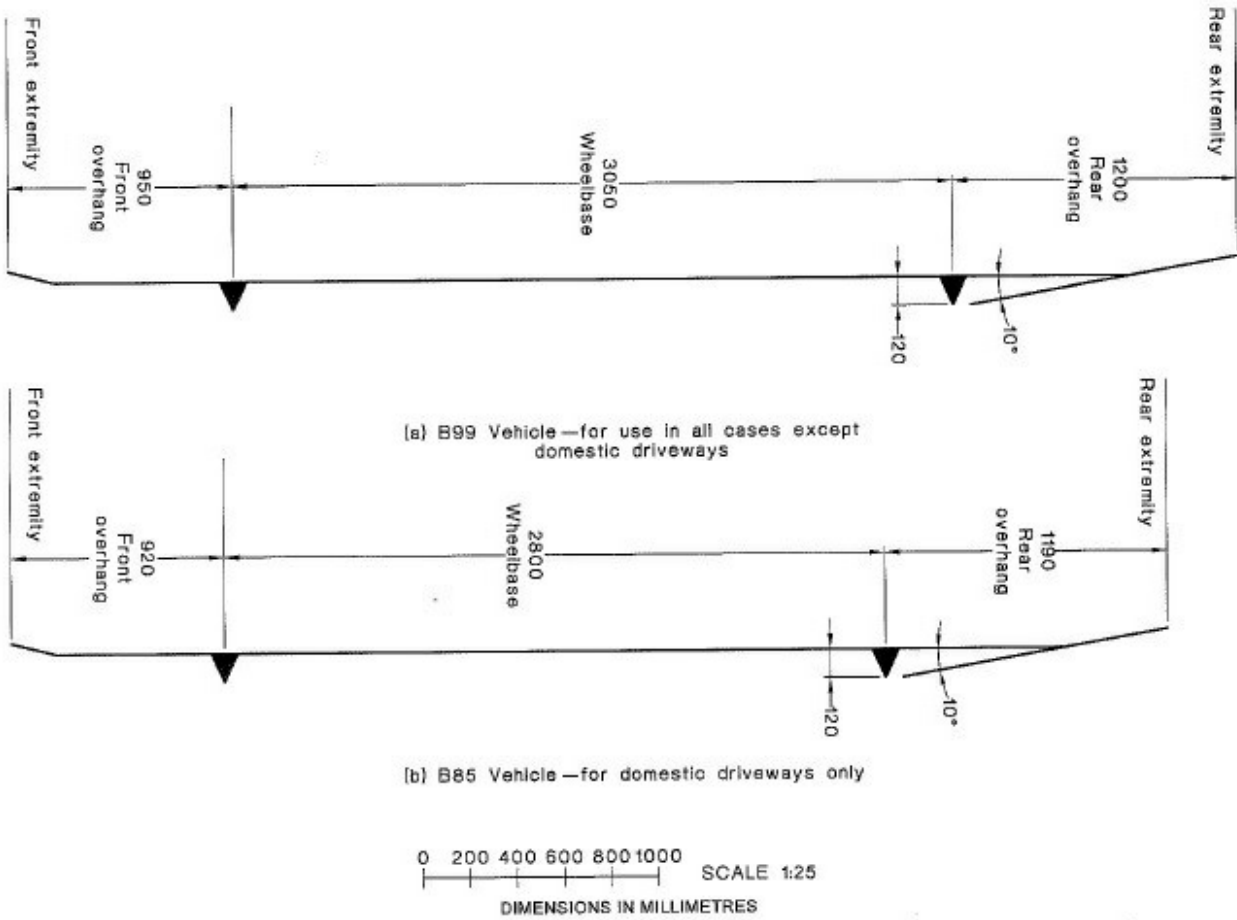 Front extremity
950
Front
overhang
3050
Wheelbase
1200
Rear
overhang
Rear extremity
120
10°
(a) B99 Vehicle—for use in all cases except
domestic driveways
Front extremity
920
Front
overhang
2800
Wheelbase
1190
Rear
overhang
Rear extremity
120
10°
(b) B85 Vehicle—for domestic driveways only
0 200 400 600 800 1000 SCALE 1:25
DIMENSIONS IN MILLIMETRES